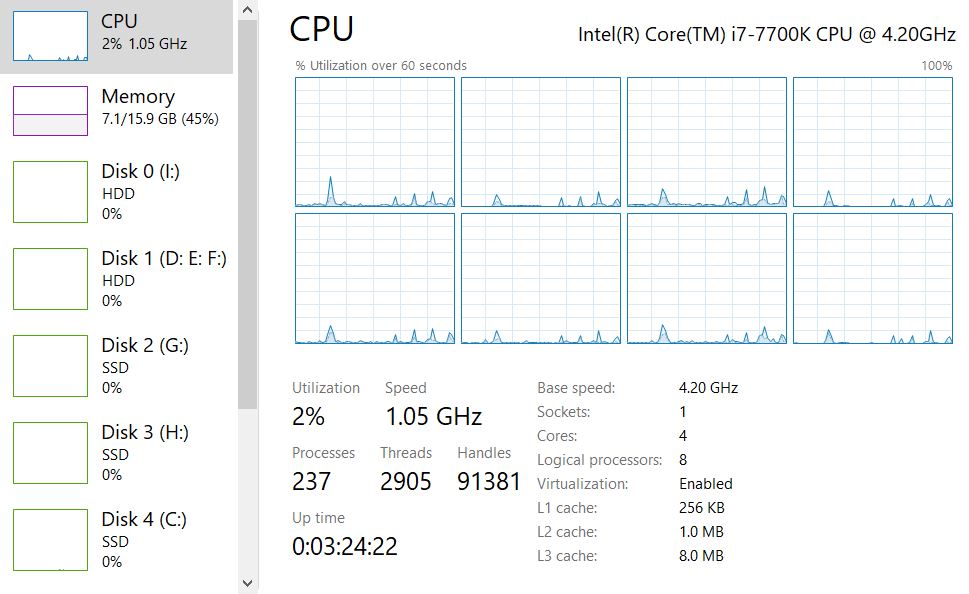 CPU
2% 1.05 GHz
Memory
7.1/15.9 GB (45%)
Disk 0 (I:)
HDD
0%
Disk 1 (D: E: F:)
HDD
0%
Disk 2 (G:)
SSD
0%
Disk 3 (H:)
SSD
0%
Disk 4 (C:)
SSD
0%
CPU
Intel(R) Core(TM) i7-7700K CPU @ 4.20GHz
% Utilization over 60 seconds 100%
Utilization Speed
2% 1.05 GHz
Processes Threads Handles
237 2905 91381
Up time
0:03:24:22
Base speed: 4.20 GHz
Sockets: 1
Cores: 4
Logical processors: 8
Virtualization: Enabled
L1 cache: 256 KB
L2 cache: 1.0 MB
L3 cache: 8.0 MB